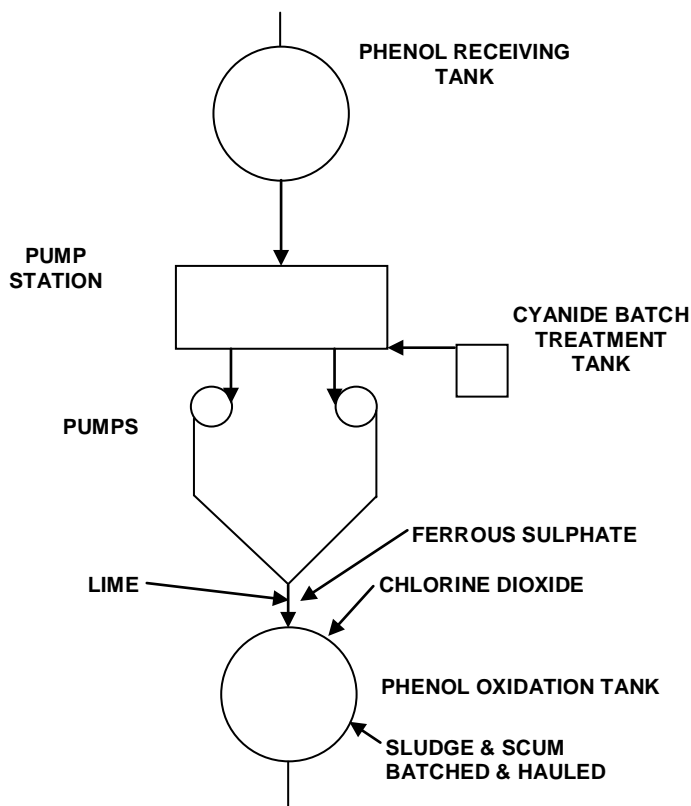 PHENOL RECEIVING
TANK
PUMP
STATION
CYANIDE BATCH
TREATMENT
TANK
PUMPS
FERROUS SULPHATE
LIME
CHLORINE DIOXIDE
PHENOL OXIDATION TANK
SLUDGE & SCUM
BATCHED & HAULED